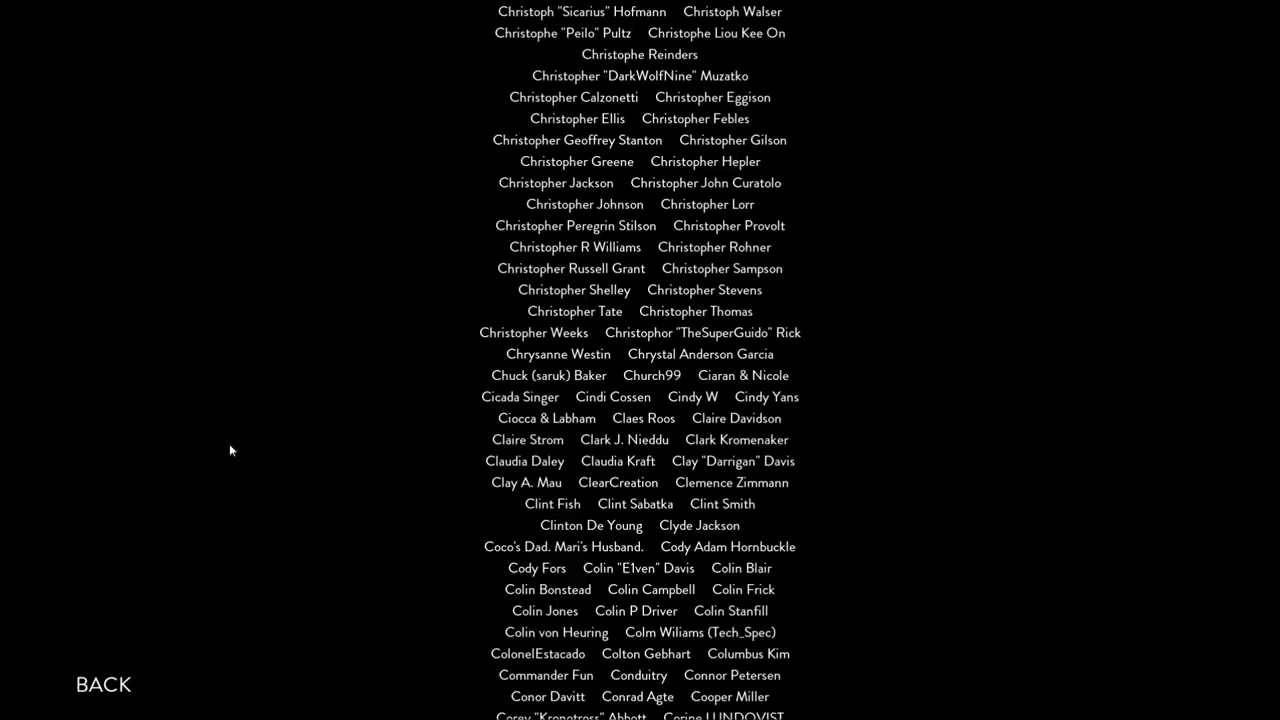 Christoph "Sicarius" Hofmann Christoph Walser
Christophe "Peilo" Pultz Christophe Liou Kee On
Christophe Reinders
Christopher "DarkWolfNine" Muzatko
Christopher Calzonetti Christopher Eggison
Christopher Ellis Christopher Febles
Christopher Geoffrey Stanton Christopher Gilson
Christopher Greene Christopher Hepler
Christopher Jackson Christopher John Curatolo
Christopher Johnson Christopher Lorr
Christopher Peregrin Stilson Christopher Provolt
Christopher R Williams Christopher Rohner
Christopher Russell Grant Christopher Sampson
Christopher Shelley Christopher Stevens
Christopher Tate Christopher Thomas
Christopher Weeks Christophor "TheSuperGuido" Rick
Chrysanne Westin Chrystal Anderson Garcia
Chuck (saruk) Baker Church99 Ciaran & Nicole
Cicada Singer Cindi Cossen Cindy W Cindy Yans
Ciocca & Labham Claes Roos Claire Davidson
Claire Strom Clark J. Nieddu Clark Kromenaker
Claudia Daley Claudia Kraft Clay "Darrigan" Davis
Clay A. Mau ClearCreation Clemence Zimmann
Clint Fish Clint Sabatka Clint Smith
Clinton De Young Clyde Jackson
Coco's Dad. Mari's Husband. Cody Adam Hornbuckle
Cody Fors Colin "E1ven" Davis Colin Blair
Colin Bonstead Colin Campbell Colin Frick
Colin Jones Colin P Driver Colin Stanfill
Colin von Heuring Colm Wiliams (Tech_Spec)
ColonelEstacado Colton Gebhart Columbus Kim
Commander Fun Conduitry Connor Petersen
BACK
Conor Davitt Conrad Agte Cooper Miller
Corey "Kronotross" Abbott Corine LUNDQVIST